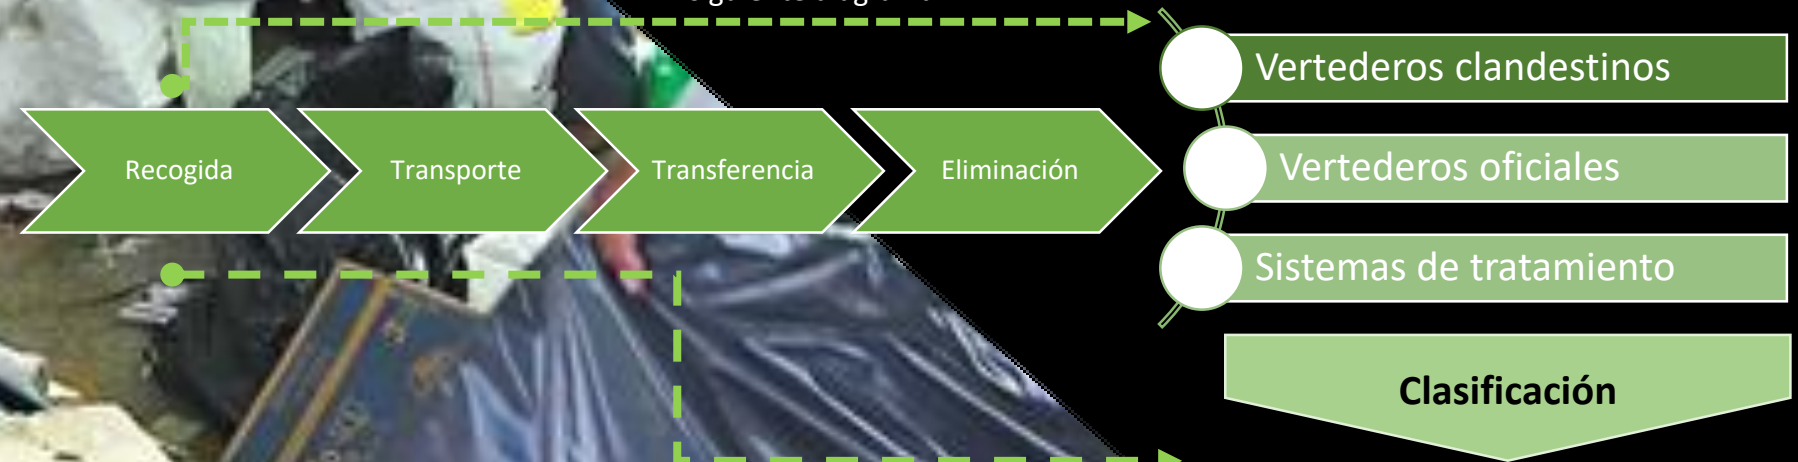 Recogida
Transporte
Transferencia
Eliminación
Vertederos clandestinos
Vertederos oficiales
Sistemas de tratamiento
Clasificación